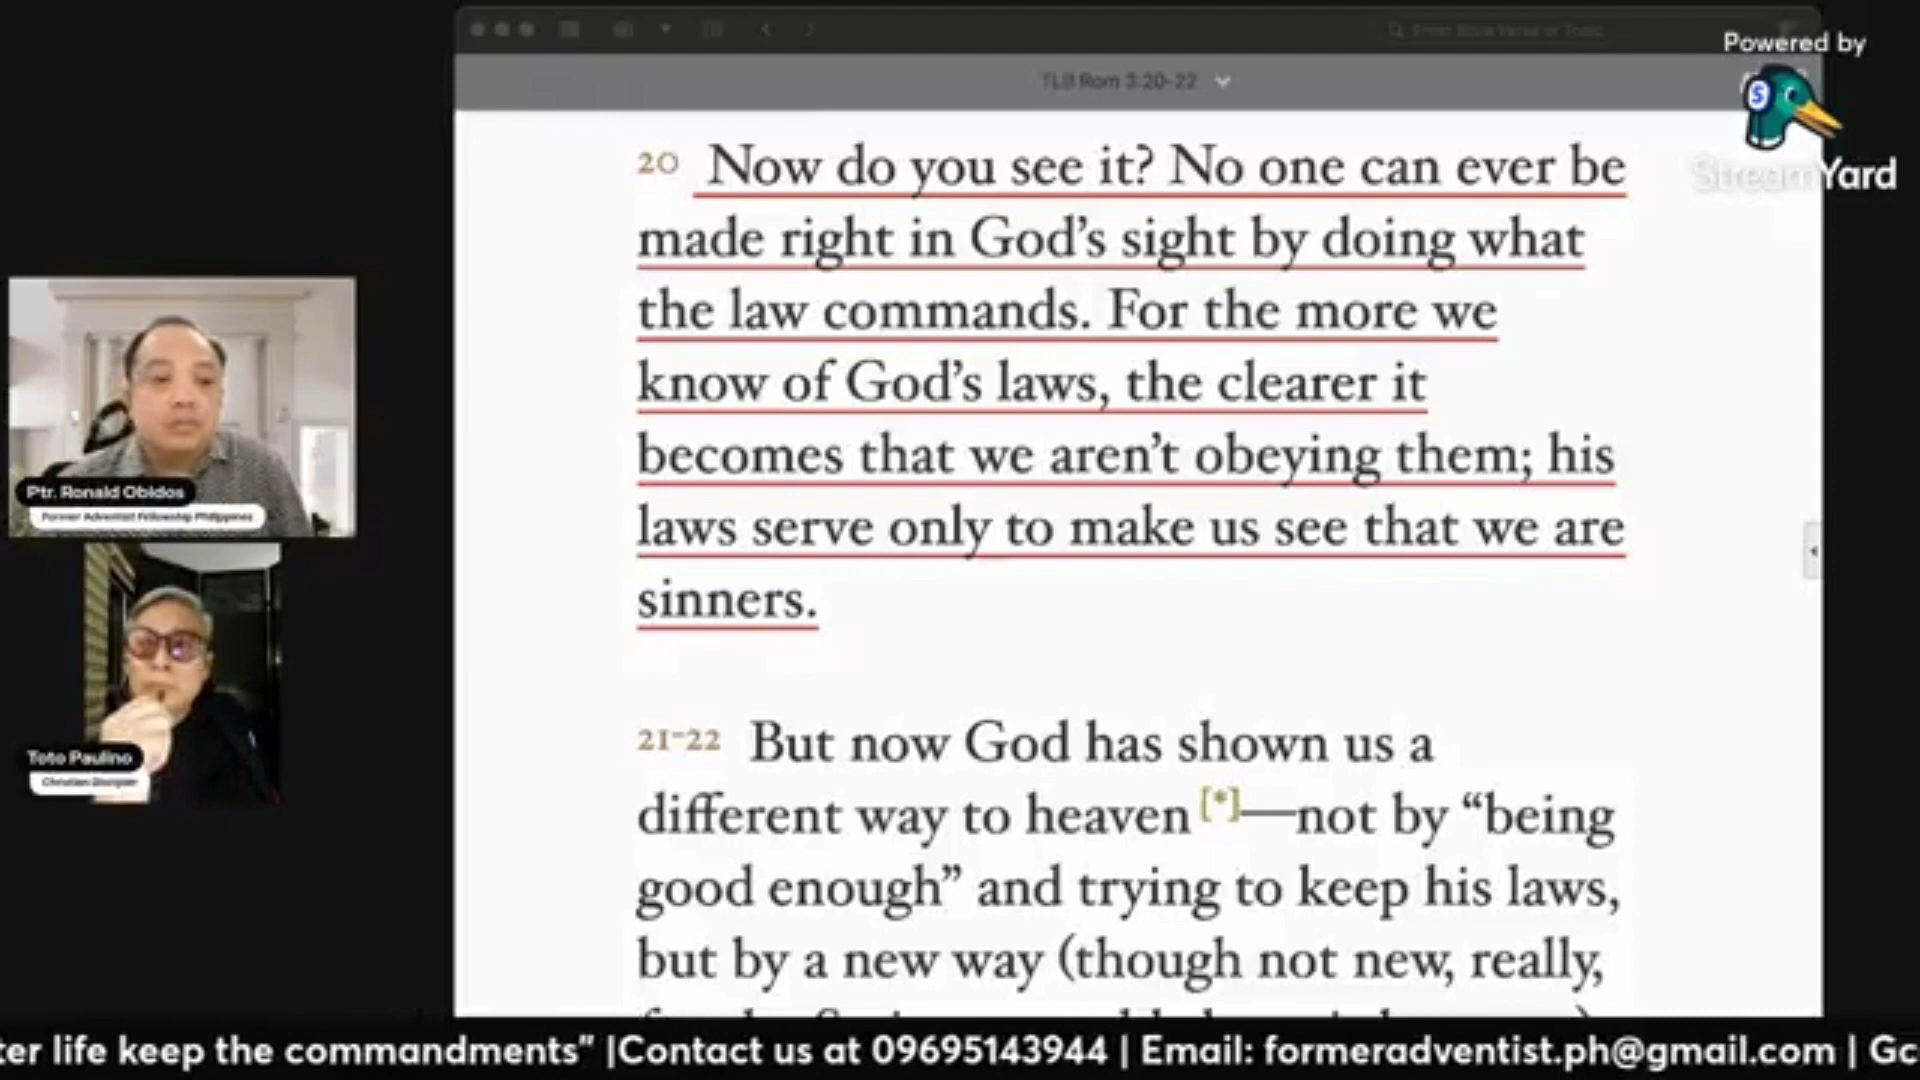 TLB Rom 3:20-22
Powered by
StreamYard
20 Now do you see it? No one can ever be
made right in God’s sight by doing what
the law commands. For the more we
know of God’s laws, the clearer it
becomes that we aren’t obeying them; his
laws serve only to make us see that we are
sinners.
21-22 But now God has shown us a
different way to heaven [*]—not by “being
good enough” and trying to keep his laws,
but by a new way (though not new, really,
Ptr. Ronald Obidos
Former Adventist Fellowship Philippines
Toto Paulino
ter life keep the commandments” |Contact us at 09695143944 | Email: formeradventist.ph@gmail.com | Gc